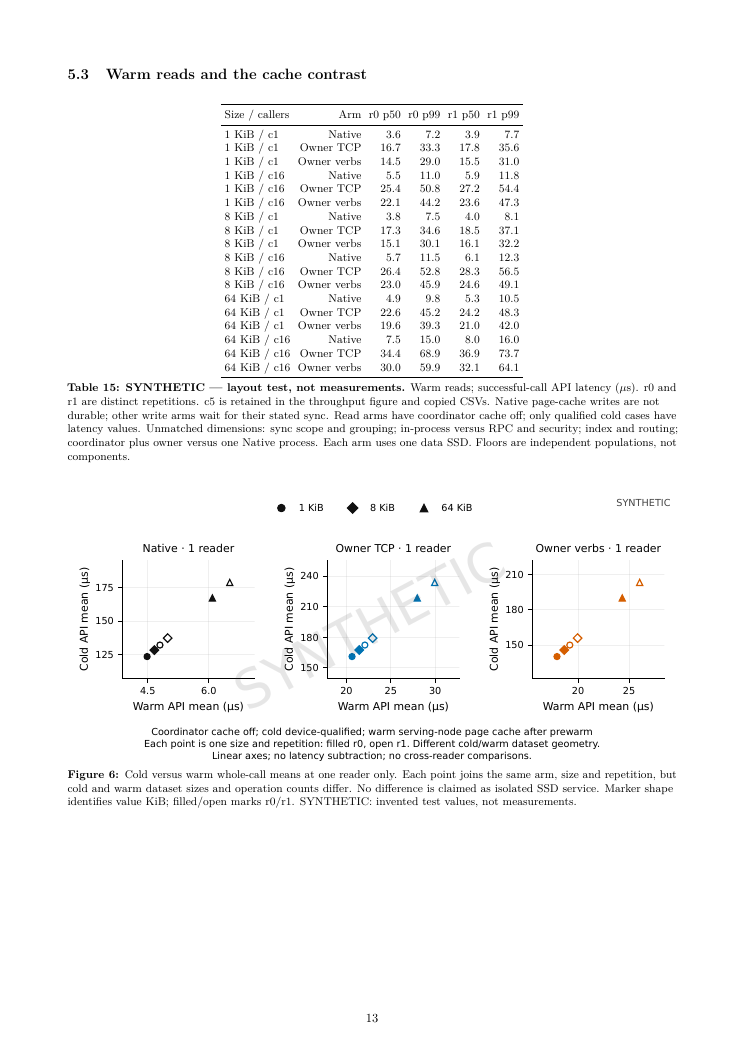 5.3 Warm reads and the cache contrast
Size / callers Arm r0 p50 r0 p99 r1 p50 r1 p99
1 KiB / c1 Native 3.6 7.2 3.9 7.7
1 KiB / c1 Owner TCP 16.7 33.3 17.8 35.6
1 KiB / c1 Owner verbs 14.5 29.0 15.5 31.0
1 KiB / c16 Native 5.5 11.0 5.9 11.8
1 KiB / c16 Owner TCP 25.4 50.8 27.2 54.4
1 KiB / c16 Owner verbs 22.1 44.2 23.6 47.3
8 KiB / c1 Native 3.8 7.5 4.0 8.1
8 KiB / c1 Owner TCP 17.3 34.6 18.5 37.1
8 KiB / c1 Owner verbs 15.1 30.1 16.1 32.2
8 KiB / c16 Native 5.7 11.5 6.1 12.3
8 KiB / c16 Owner TCP 26.4 52.8 28.3 56.5
8 KiB / c16 Owner verbs 23.0 45.9 24.6 49.1
64 KiB / c1 Native 4.9 9.8 5.3 10.5
64 KiB / c1 Owner TCP 22.6 45.2 24.2 48.3
64 KiB / c1 Owner verbs 19.6 39.3 21.0 42.0
64 KiB / c16 Native 7.5 15.0 8.0 16.0
64 KiB / c16 Owner TCP 34.4 68.9 36.9 73.7
64 KiB / c16 Owner verbs 30.0 59.9 32.1 64.1
Table 15: SYNTHETIC — layout test, not measurements. Warm reads; successful-call API latency (μs). r0 and
r1 are distinct repetitions. c5 is retained in the throughput figure and copied CSVs. Native page-cache writes are not
durable; other write arms wait for their stated sync. Read arms have coordinator cache off; only qualified cold cases have
latency values. Unmatched dimensions: sync scope and grouping; in-process versus RPC and security; index and routing;
coordinator plus owner versus one Native process. Each arm uses one data SSD. Floors are independent populations, not
components.
1 KiB 8 KiB 64 KiB
SYNTHETIC
Native · 1 reader
Cold API mean (μs)
175
150
125
4.5 6.0
Warm API mean (μs)
Owner TCP · 1 reader
Cold API mean (μs)
240
210
180
150
20 25 30
Warm API mean (μs)
Owner verbs · 1 reader
Cold API mean (μs)
210
180
150
20 25
Warm API mean (μs)
SYNTHETIC
Coordinator cache off; cold device-qualified; warm serving-node page cache after prewarm
Each point is one size and repetition: filled r0, open r1. Different cold/warm dataset geometry.
Linear axes; no latency subtraction; no cross-reader comparisons.
Figure 6: Cold versus warm whole-call means at one reader only. Each point joins the same arm, size and repetition, but
cold and warm dataset sizes and operation counts differ. No difference is claimed as isolated SSD service. Marker shape
identifies value KiB; filled/open marks r0/r1. SYNTHETIC: invented test values, not measurements.
13